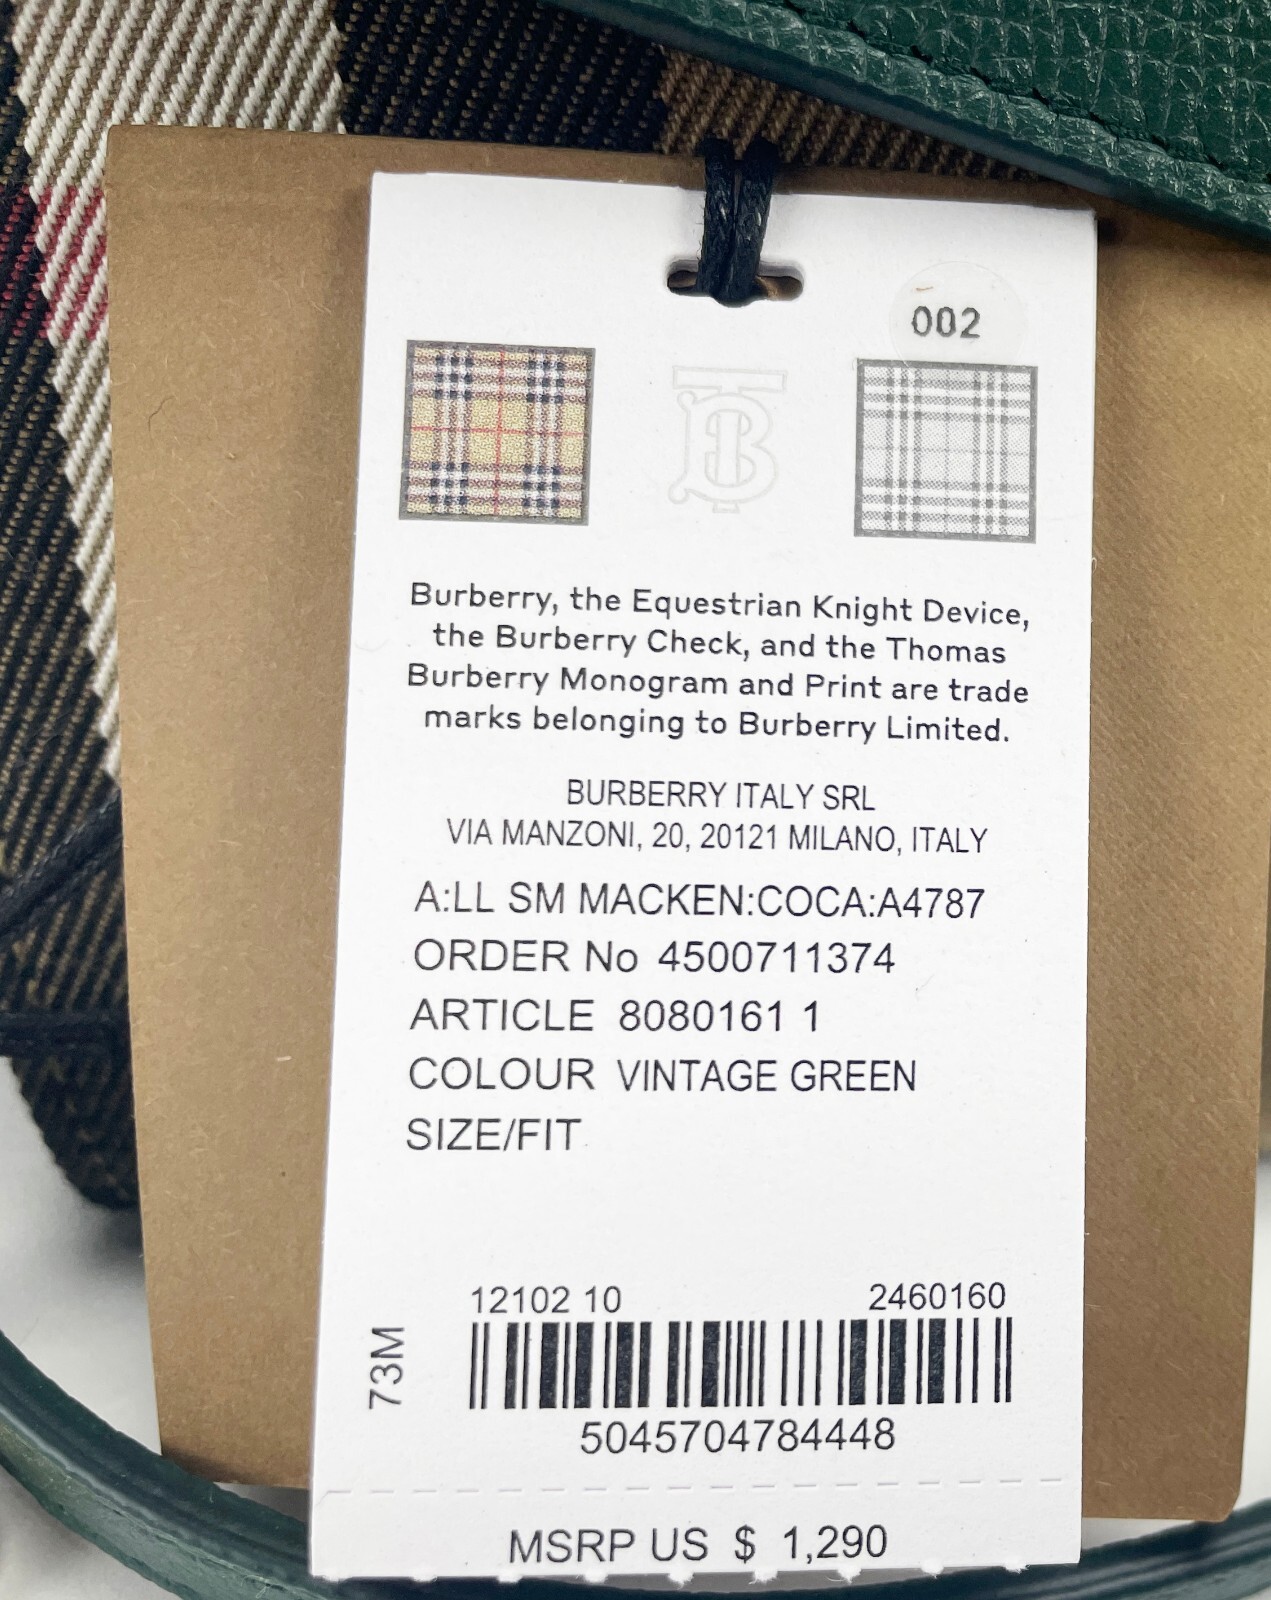 002
TB
Burberry, the Equestrian Knight Device,
the Burberry Check, and the Thomas
Burberry Monogram and Print are trade
marks belonging to Burberry Limited.
BURBERRY ITALY SRL
VIA MANZONI, 20, 20121 MILANO, ITALY
A:LL SM MACKEN:COCA:A4787
ORDER No 4500711374
ARTICLE 8080161 1
COLOUR VINTAGE GREEN
SIZE/FIT
12102 10 2460160
73M
5045704784448
MSRP US $ 1,290